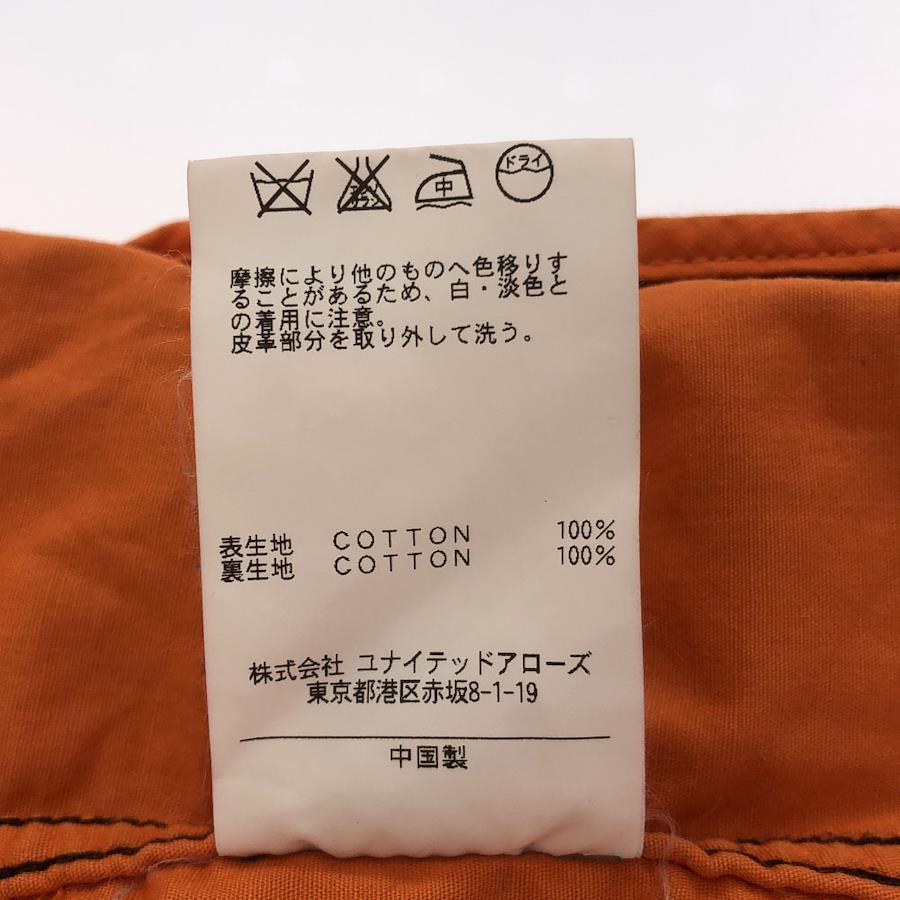 中 ドライ
摩擦により他のものへ色移りす
ることがあるため、白・淡色と
の着用に注意。
皮革部分を取り外して洗う。
表生地 COTTON 100%
裏生地 COTTON 100%
株式会社 ユナイテッドアローズ
東京都港区赤坂8-1-19
中国製